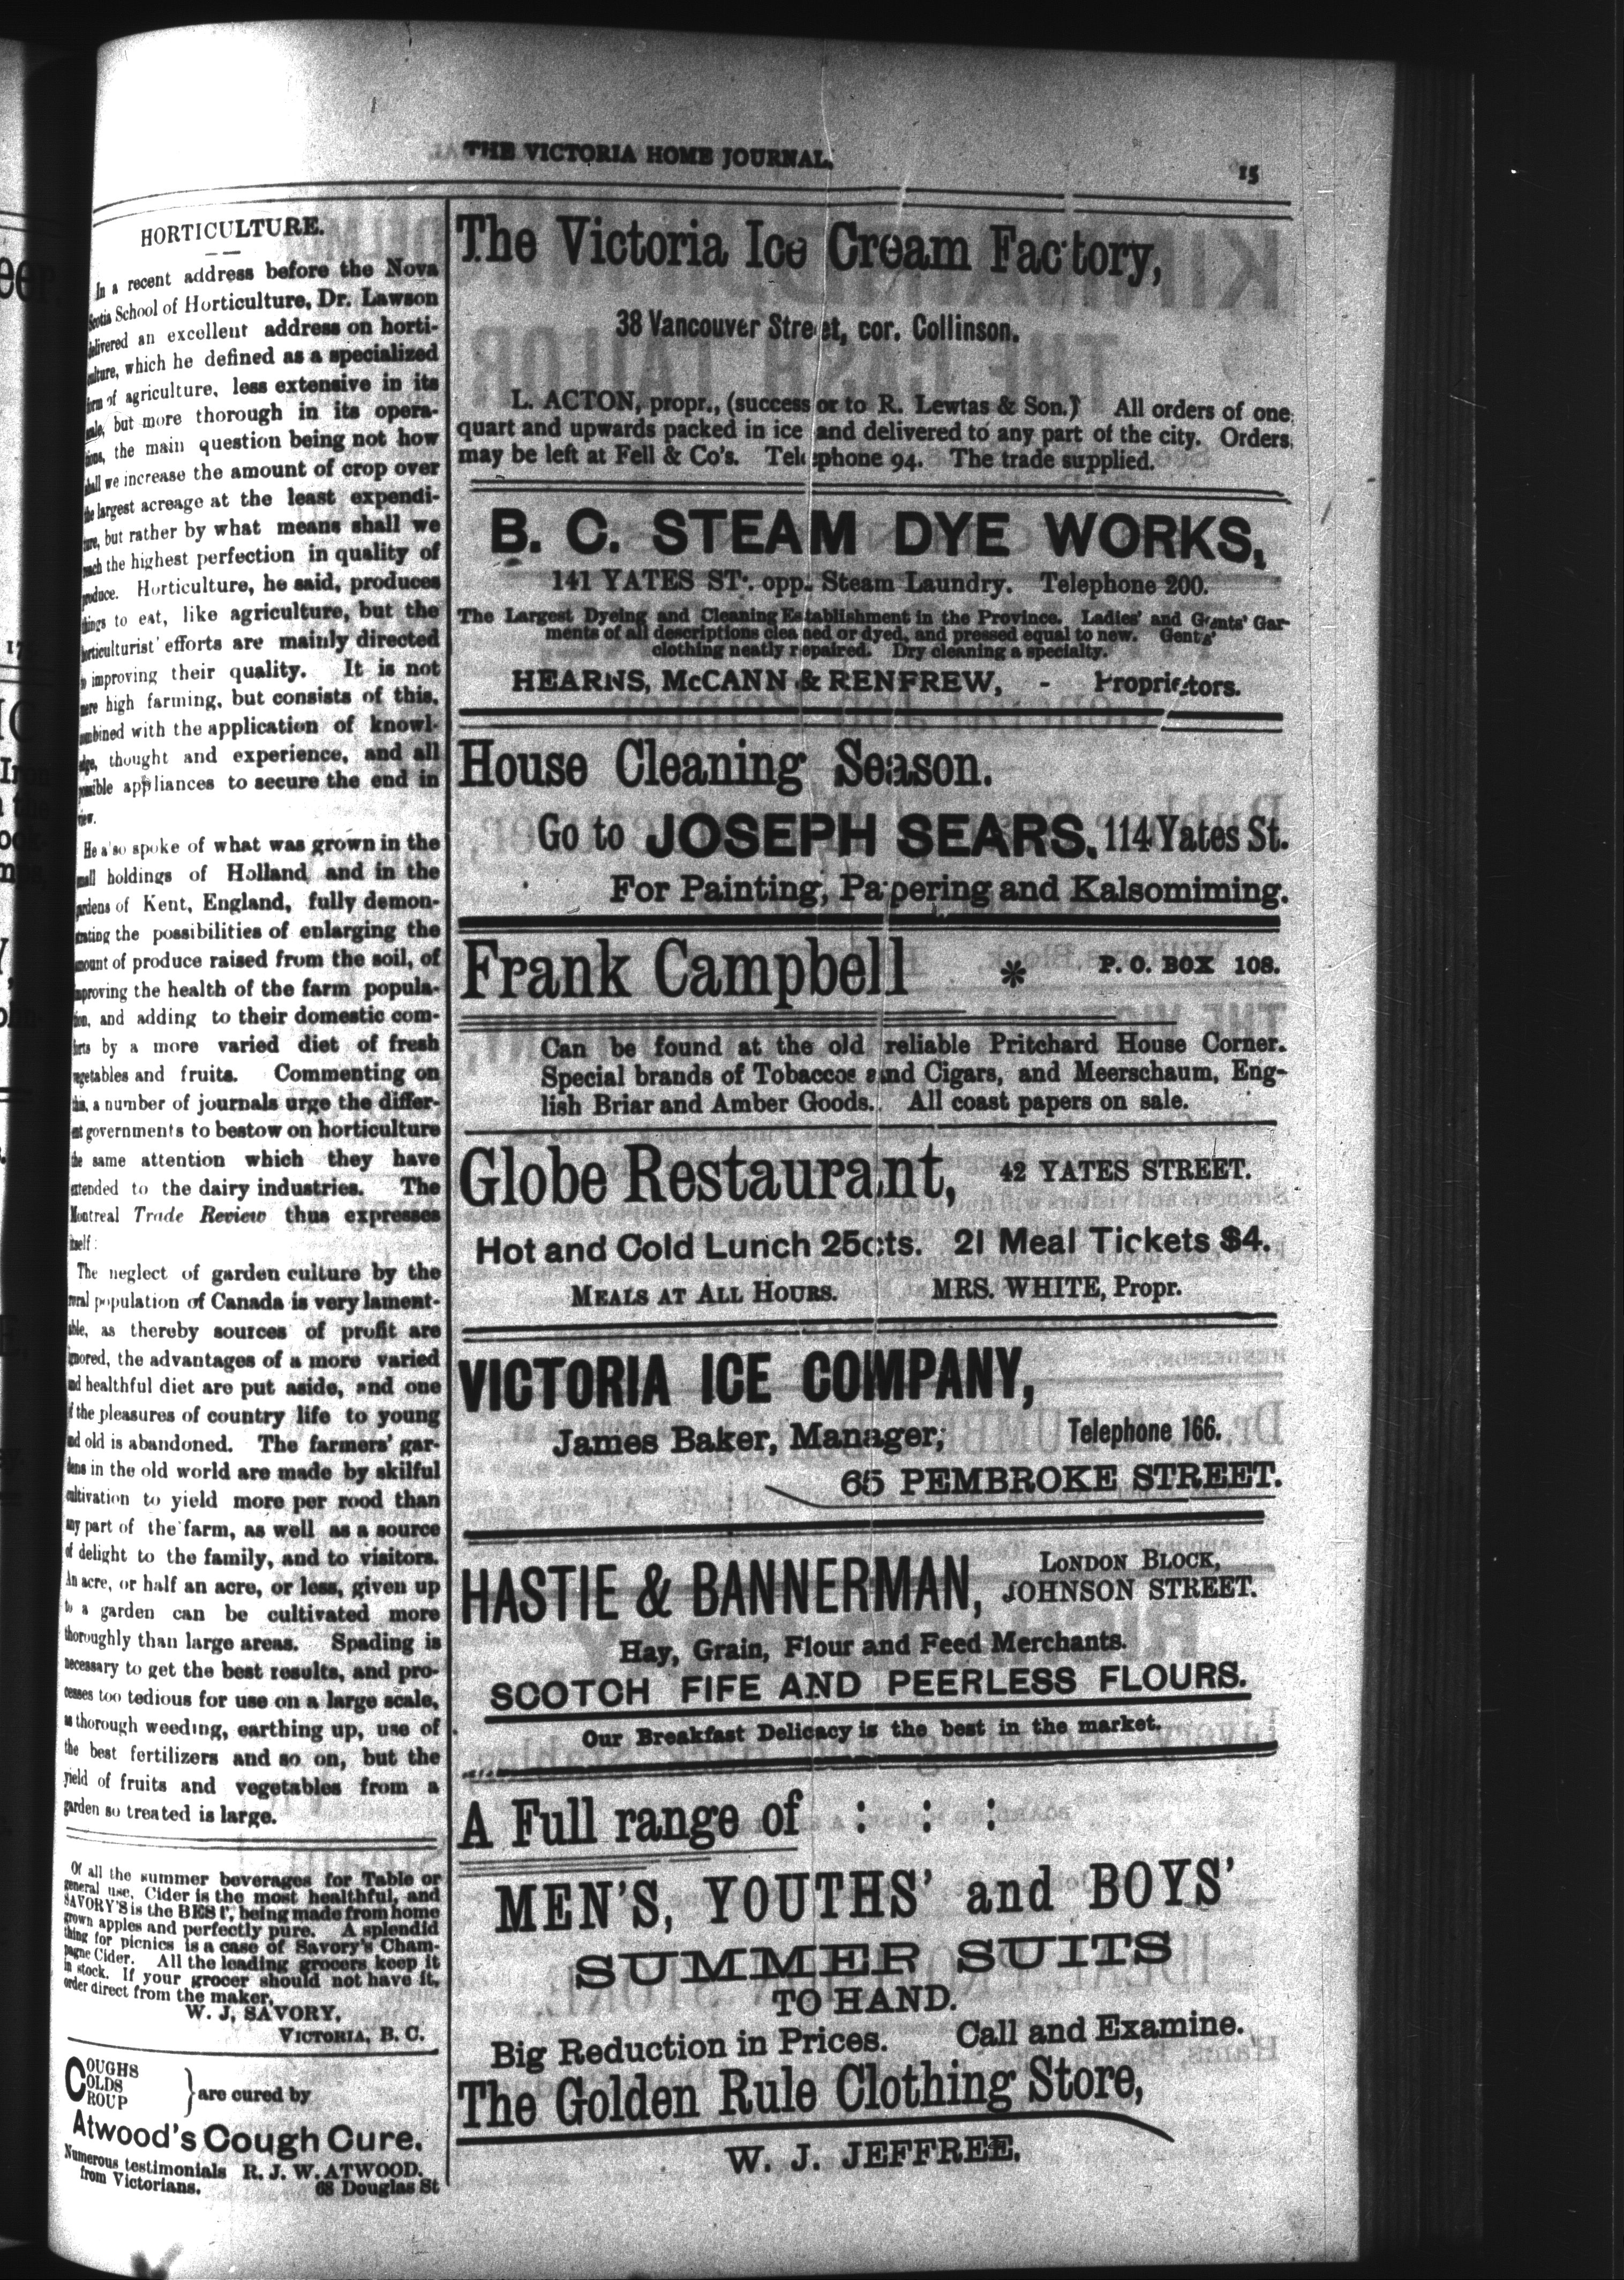 THE VICTORIA HOME JOURNAL.
15
HORTICULTURE.
In a recent address before the Nova
Scotia School of Horticulture, Dr. Lawson
delivered an excellent address on horti-
culture, which he defined as a specialized
form of agriculture, less extensive in its
scale, but more thorough in its opera-
tions, the main question being not how
shall we increase the amount of crop over
the largest acreage at the least expendi-
ture, but rather by what means shall we
reach the highest perfection in quality of
produce. Horticulture, he said, produces
things to eat, like agriculture, but the
horticulturist' efforts are mainly directed
to improving their quality. It is not
mere high farming, but consists of this,
combined with the application of knowl-
edge, thought and experience, and all
possible appliances to secure the end in
view.
He also spoke of what was grown in the
small holdings of Holland and in the
gardens of Kent, England, fully demon-
strating the possibilities of enlarging the
amount of produce raised from the soil, of
improving the health of the farm popula-
tion, and adding to their domestic com-
forts by a more varied diet of fresh
vegetables and fruits. Commenting on
this, a number of journals urge the differ-
ent governments to bestow on horticulture
the same attention which they have
extended to the dairy industries. The
Montreal Trade Review thus expresses
itself:
The neglect of garden culture by the
rural population of Canada is very lament-
able, as thereby sources of profit are
ignored, the advantages of a more varied
and healthful diet are put aside, and one
of the pleasures of country life to young
and old is abandoned. The farmers' gar-
dens in the old world are made by skilful
cultivation to yield more per rood than
any part of the farm, as well as a source
of delight to the family, and to visitors.
An acre, or half an acre, or less, given up
to a garden can be cultivated more
thoroughly than large areas. Spading is
necessary to get the best results, and pro-
cesses too tedious for use on a large scale,
as thorough weeding, earthing up, use of
the best fertilizers and so on, but the
yield of fruits and vegetables from a
garden so treated is large.
Of all the summer beverages for Table or
general use, Cider is the most healthful, and
SAVORY'S is the BEST, being made from home
grown apples and perfectly pure. A splendid
thing for picnics is a case of Savory's Cham-
pagne Cider. All the leading grocers keep it
in stock. If your grocer should not have it,
order direct from the maker,
W. J. SAVORY,
VICTORIA, B. C.
COUGHS
COLDS
CROUP
are cured by
Atwood's Cough Cure.
Numerous testimonials R. J. W. ATWOOD.
from Victorians. 68 Douglas St
The Victoria Ice Cream Factory,
38 Vancouver Street, cor. Collinson.
L. ACTON, propr., (successor to R. Lewtas & Son.) All orders of one
quart and upwards packed in ice and delivered to any part of the city. Orders
may be left at Fell & Co's. Telephone 94. The trade supplied.
B. C. STEAM DYE WORKS,
141 YATES ST. opp. Steam Laundry. Telephone 200.
The Largest Dyeing and Cleaning Establishment in the Province. Ladies' and Gents' Gar-
ments of all descriptions cleaned or dyed, and pressed equal to new. Gent's'
clothing neatly repaired. Dry cleaning a specialty.
HEARNS, McCANN & RENFREW, - Proprietors.
House Cleaning Season.
Go to JOSEPH SEARS, 114 Yates St.
For Painting, Papering and Kalsomiming.
Frank Campbell * P. O. BOX 108.
Can be found at the old reliable Pritchard House Corner.
Special brands of Tobaccos and Cigars, and Meerschaum, Eng-
lish Briar and Amber Goods. All coast papers on sale.
Globe Restaurant, 42 YATES STREET.
Hot and Cold Lunch 25cts. 21 Meal Tickets $4.
MEALS AT ALL HOURS. MRS. WHITE, Propr.
VICTORIA ICE COMPANY,
James Baker, Manager, Telephone 166.
65 PEMBROKE STREET.
HASTIE & BANNERMAN, LONDON BLOCK,
JOHNSON STREET.
Hay, Grain, Flour and Feed Merchants.
SCOTCH FIFE AND PEERLESS FLOURS.
Our Breakfast Delicacy is the best in the market.
A Full range of : : :
MEN'S, YOUTHS' and BOYS'
SUMMER SUITS
TO HAND.
Big Reduction in Prices. Call and Examine.
The Golden Rule Clothing Store,
W. J. JEFFREE.